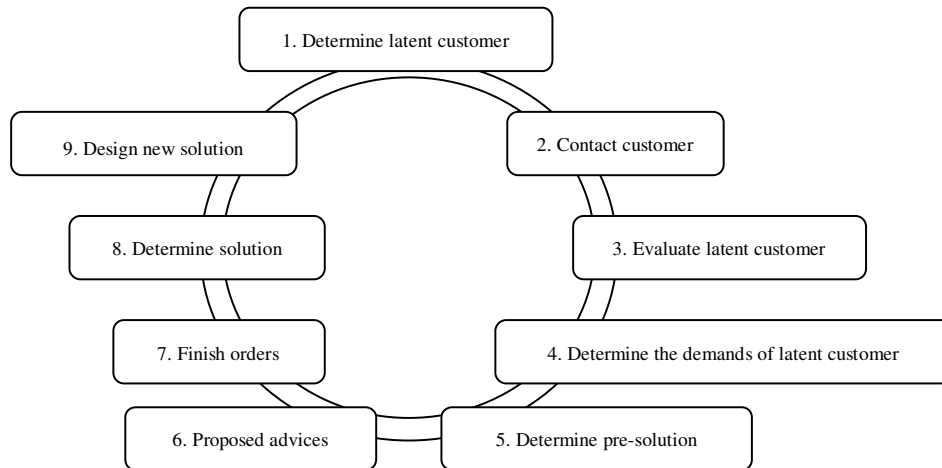 1. Determine latent customer
2. Contact customer
3. Evaluate latent customer
4. Determine the demands of latent customer
5. Determine pre-solution
6. Proposed advices
7. Finish orders
8. Determine solution
9. Design new solution